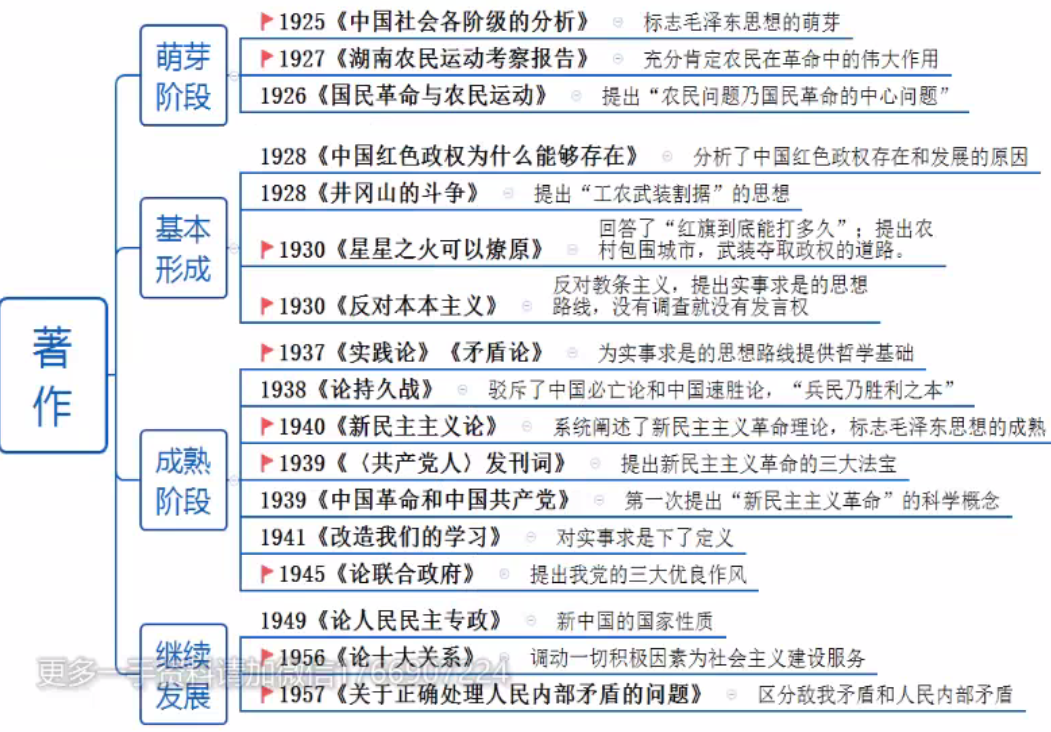 著
作
萌芽
阶段
1925《中国社会各阶级的分析》 标志毛泽东思想的萌芽
1927《湖南农民运动考察报告》 充分肯定农民在革命中的伟大作用
1926《国民革命与农民运动》 提出“农民问题乃国民革命的中心问题”
基本
形成
1928《中国红色政权为什么能够存在》 分析了中国红色政权存在和发展的原因
1928《井冈山的斗争》 提出“工农武装割据”的思想
1930《星星之火可以燎原》 回答了“红旗到底能打多久”；提出农
村包围城市，武装夺取政权的道路。
1930《反对本本主义》 反对教条主义，提出实事求是的思想
路线，没有调查就没有发言权
成熟
阶段
1937《实践论》《矛盾论》 为实事求是的思想路线提供哲学基础
1938《论持久战》 驳斥了中国必亡论和中国速胜论，“兵民乃胜利之本”
1940《新民主主义论》 系统阐述了新民主主义革命理论，标志毛泽东思想的成熟
1939《〈共产党人〉发刊词》 提出新民主主义革命的三大法宝
1939《中国革命和中国共产党》 第一次提出“新民主主义革命”的科学概念
1941《改造我们的学习》 对实事求是下了定义
1945《论联合政府》 提出我党的三大优良作风
继续
发展
1949《论人民民主专政》 新中国的国家性质
1956《论十大关系》 调动一切积极因素为社会主义建设服务
1957《关于正确处理人民内部矛盾的问题》 区分敌我矛盾和人民内部矛盾
更多一手资料请加微信1766907224